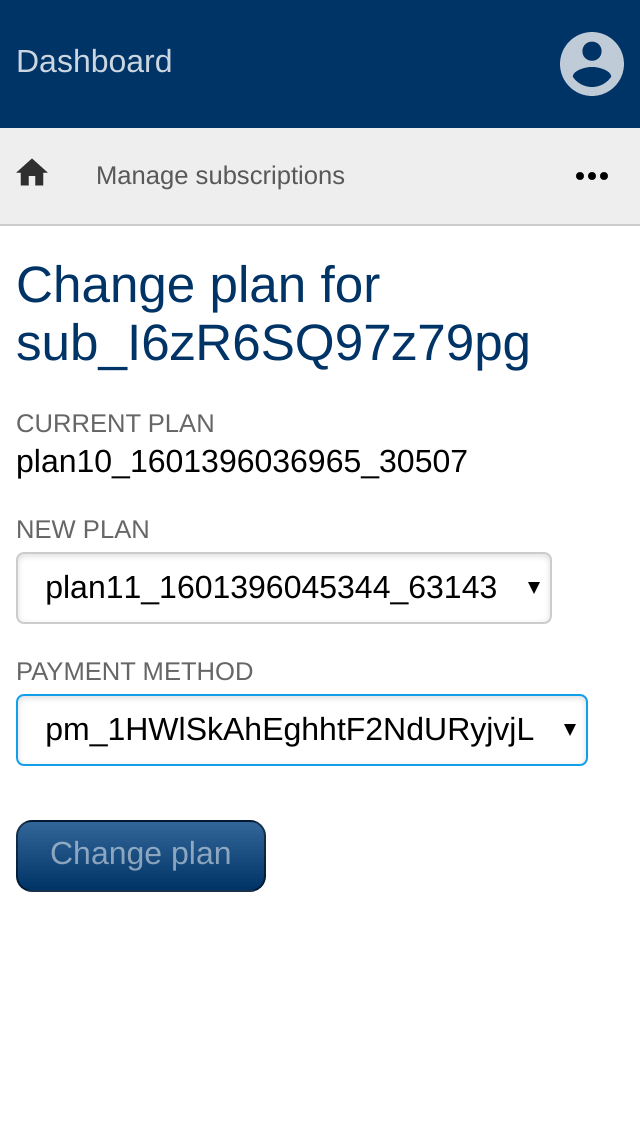 Dashboard
Manage subscriptions
Change plan for
sub_I6zR6SQ97z79pg
CURRENT PLAN
plan10_1601396036965_30507
NEW PLAN
plan11_1601396045344_63143
PAYMENT METHOD
pm_1HWlSkAhEghhtF2NdURyjvjL
Change plan